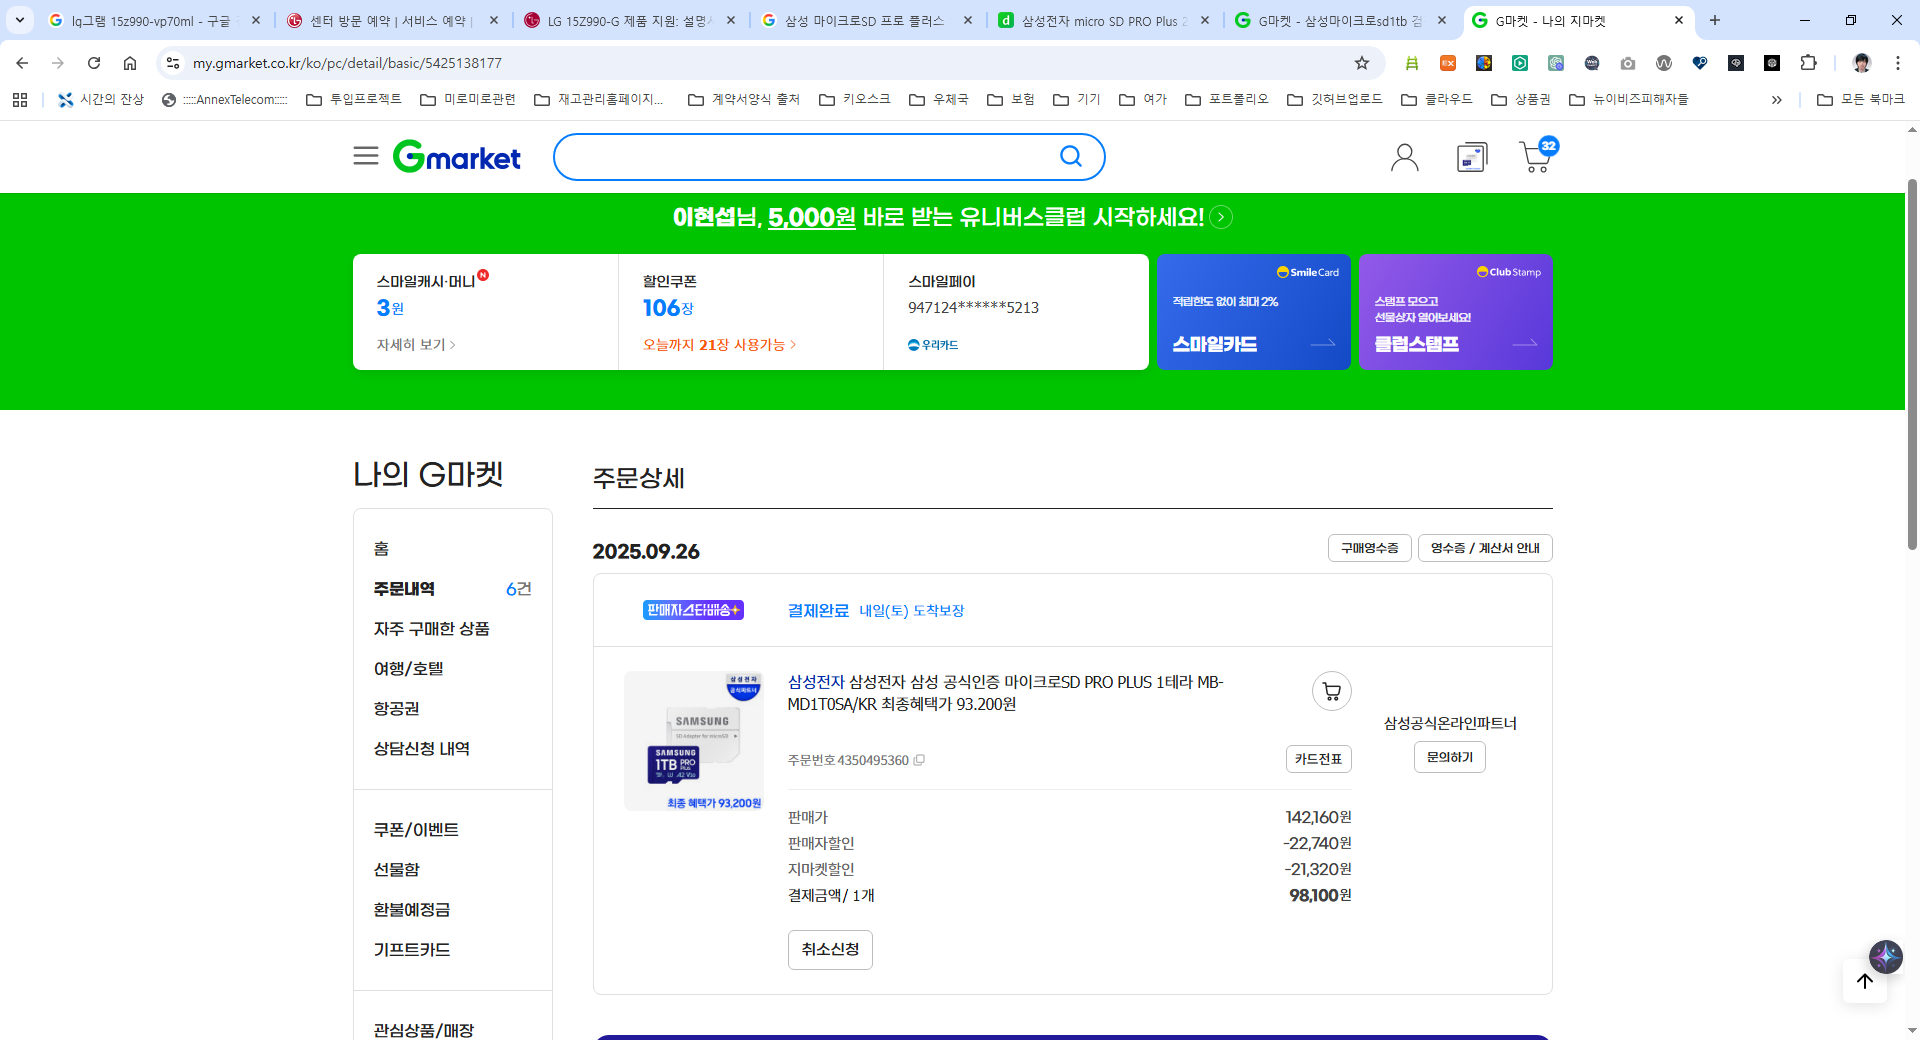 lq그램 15z990-vp70ml - 구글
센터 방문 예약 | 서비스 예약 |
LG 15Z990-G 제품 지원: 설명
삼성 마이크로SD 프로 플러스
삼성전자 micro SD PRO Plus 2
G마켓 - 삼성마이크로sd1tb 검
G마켓 - 나의 지마켓
my.gmarket.co.kr/ko/pc/detail/basic/5425138177
시간의 잔상
:::::AnnexTelecom:::::
투입프로젝트
미로미로관련
재고관리홈페이지...
계약서양식 출처
키오스크
우체국
보험
기기
여가
포트폴리오
깃허브업로드
클라우드
상품권
뉴이비즈피해자들
모든 북마크
Gmarket
32
이현섭님, 5,000원 바로 받는 유니버스클럽 시작하세요!
스마일캐시·머니 N
3원
자세히 보기
할인쿠폰
106장
오늘까지 21장 사용가능
스마일페이
947124******5213
우리카드
SmileCard
적립한도 없이 최대 2%
스마일카드
Club Stamp
스탬프 모으고
선물상자 열어보세요!
클럽스탬프
나의 G마켓
홈
주문내역 6건
자주 구매한 상품
여행/호텔
항공권
상담신청 내역
쿠폰/이벤트
선물함
환불예정금
기프트카드
관심상품/매장
주문상세
2025.09.26
구매영수증
영수증 / 계산서 안내
판매자스타배송
결제완료 내일(토) 도착보장
삼성전자
공식파트너
SAMSUNG
SD Adapter for microSD
SAMSUNG
1TB PRO
Plus
최종 혜택가 93,200원
삼성전자 삼성전자 삼성 공식인증 마이크로SD PRO PLUS 1테라 MB-
MD1T0SA/KR 최종혜택가 93.200원
주문번호 4350495360
카드전표
삼성공식온라인파트너
문의하기
판매가 142,160원
판매자할인 -22,740원
지마켓할인 -21,320원
결제금액/ 1개 98,100원
취소신청